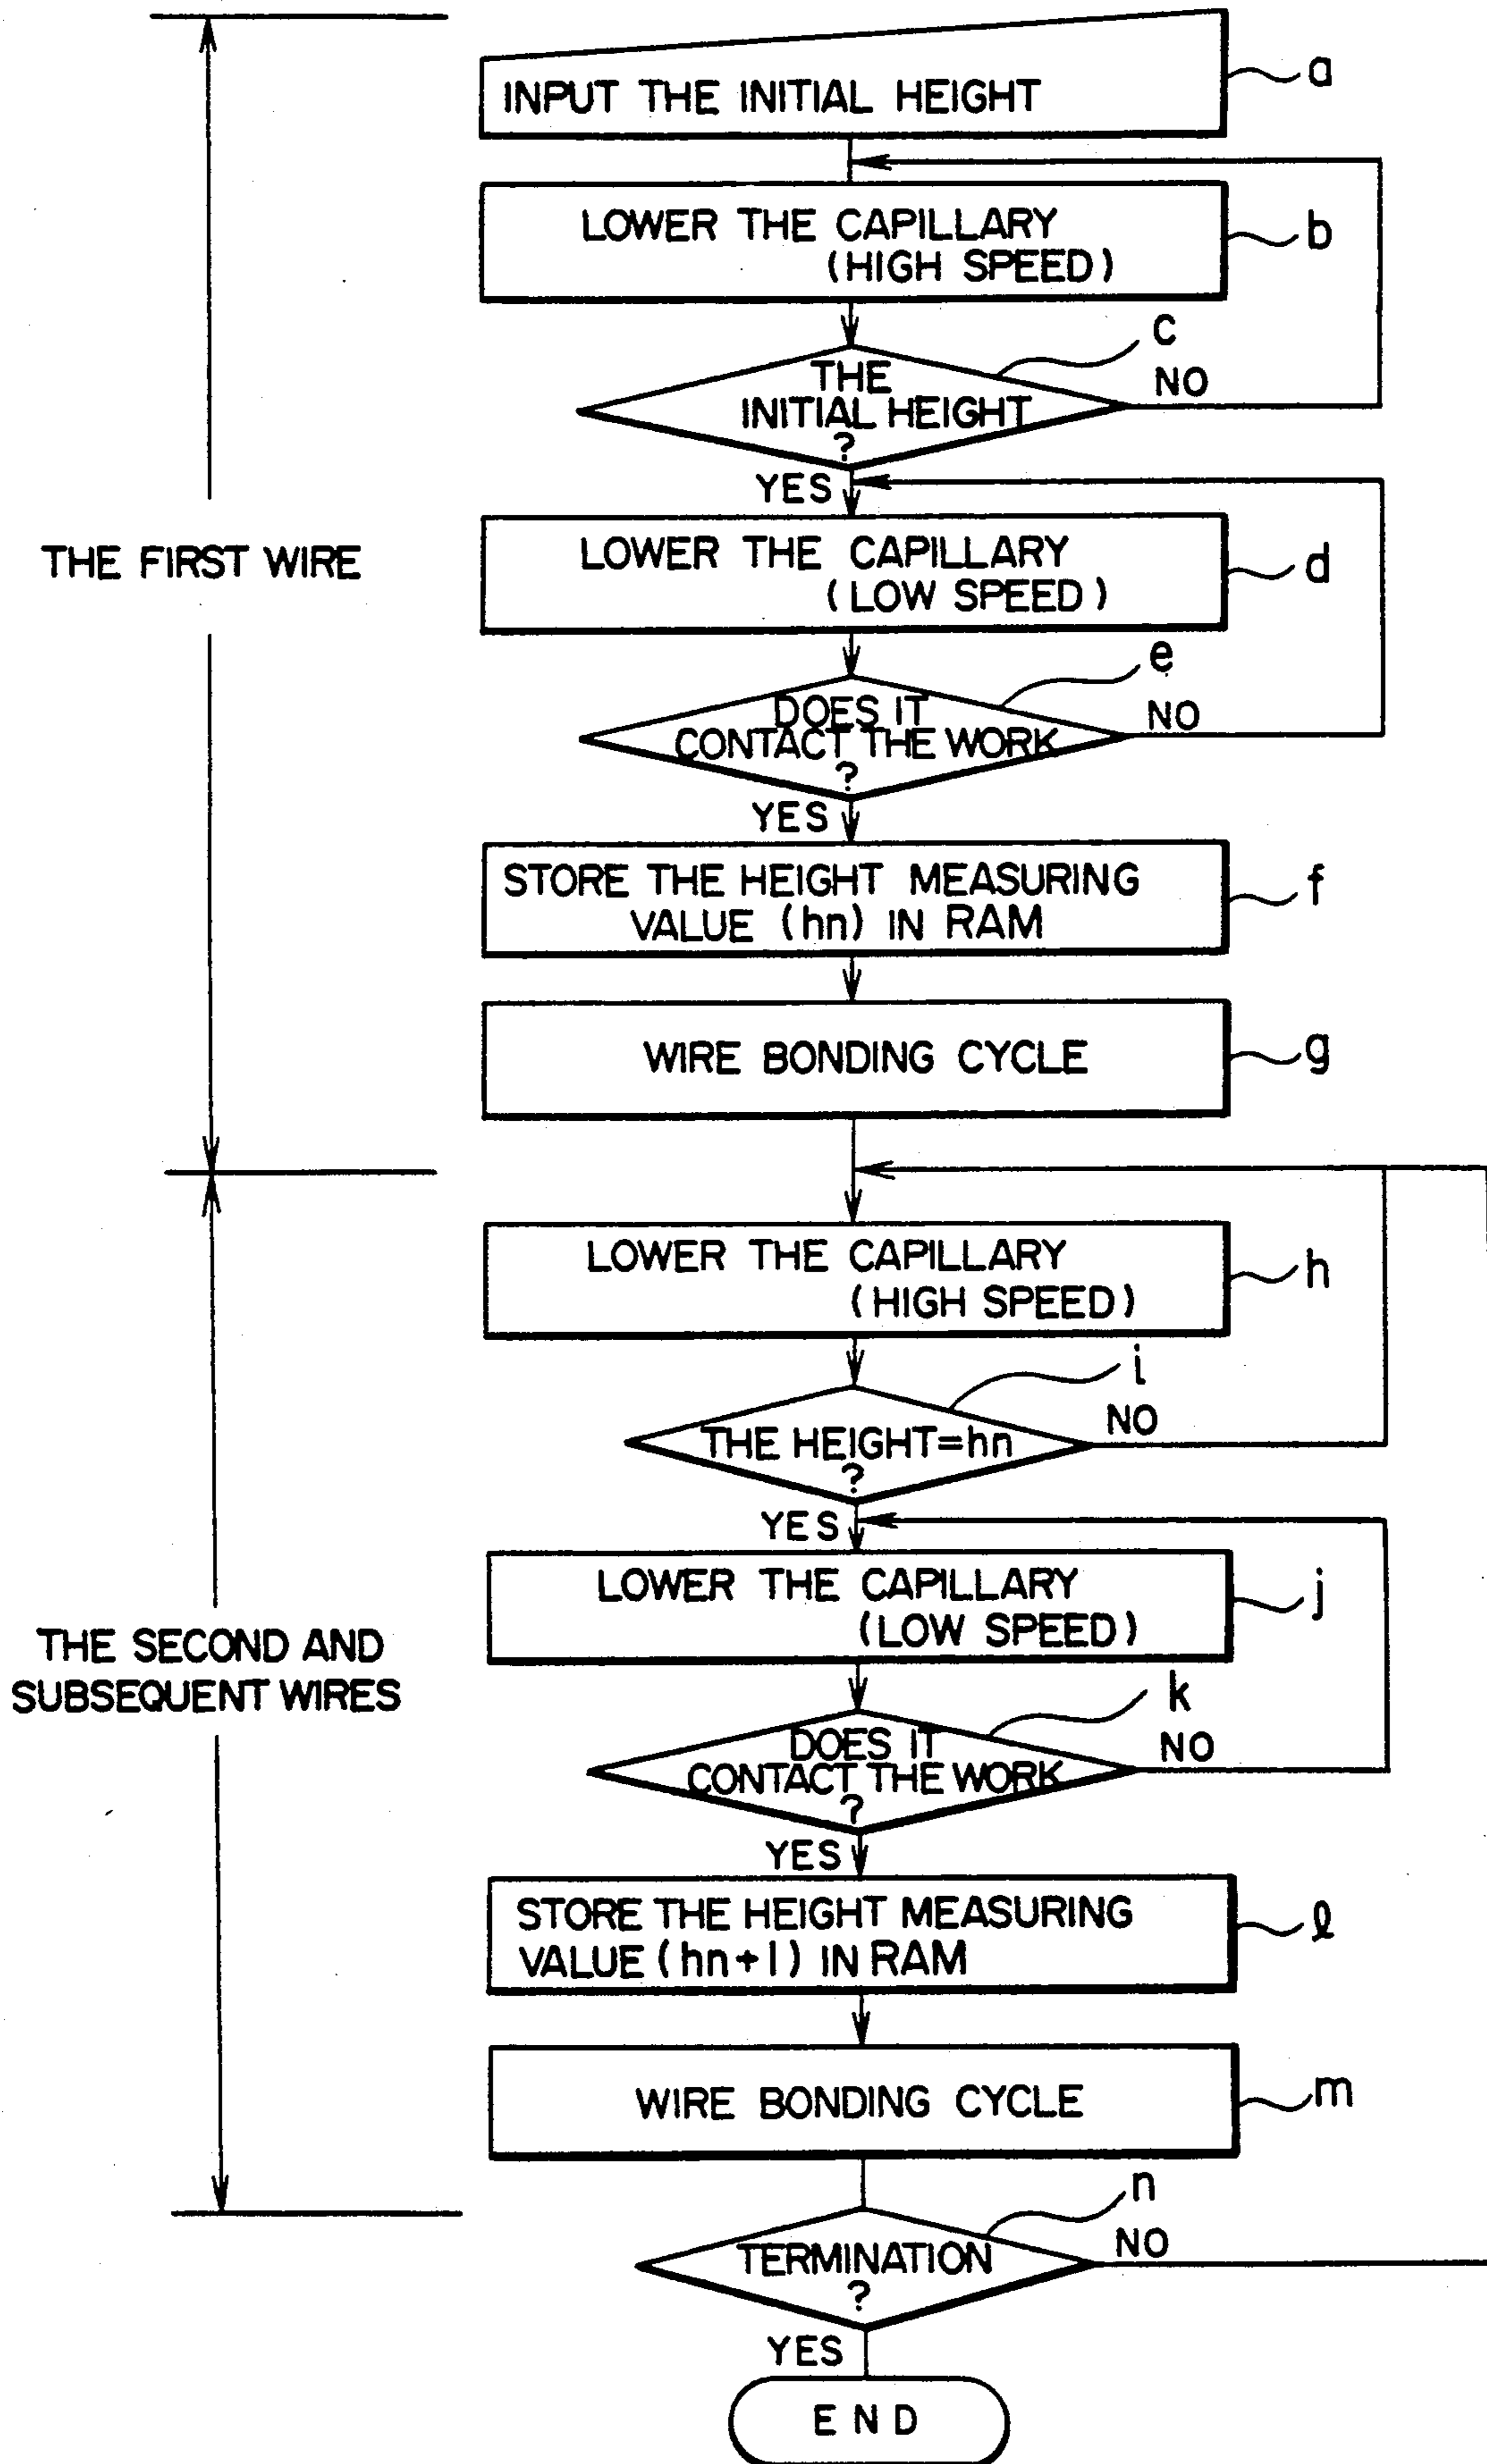 INPUT THE INITIAL HEIGHT
a
LOWER THE CAPILLARY
(HIGH SPEED)
b
c
THE
INITIAL HEIGHT
?
NO
YES
THE FIRST WIRE
LOWER THE CAPILLARY
(LOW SPEED)
d
e
DOES IT
CONTACT THE WORK
?
NO
YES
STORE THE HEIGHT MEASURING
VALUE (hn) IN RAM
f
WIRE BONDING CYCLE
g
LOWER THE CAPILLARY
(HIGH SPEED)
h
i
THE HEIGHT=hn
?
NO
YES
LOWER THE CAPILLARY
(LOW SPEED)
j
THE SECOND AND
SUBSEQUENT WIRES
k
DOES IT
CONTACT THE WORK
?
NO
YES
STORE THE HEIGHT MEASURING
VALUE (hn+1) IN RAM
ℓ
WIRE BONDING CYCLE
m
n
TERMINATION
?
NO
YES
END